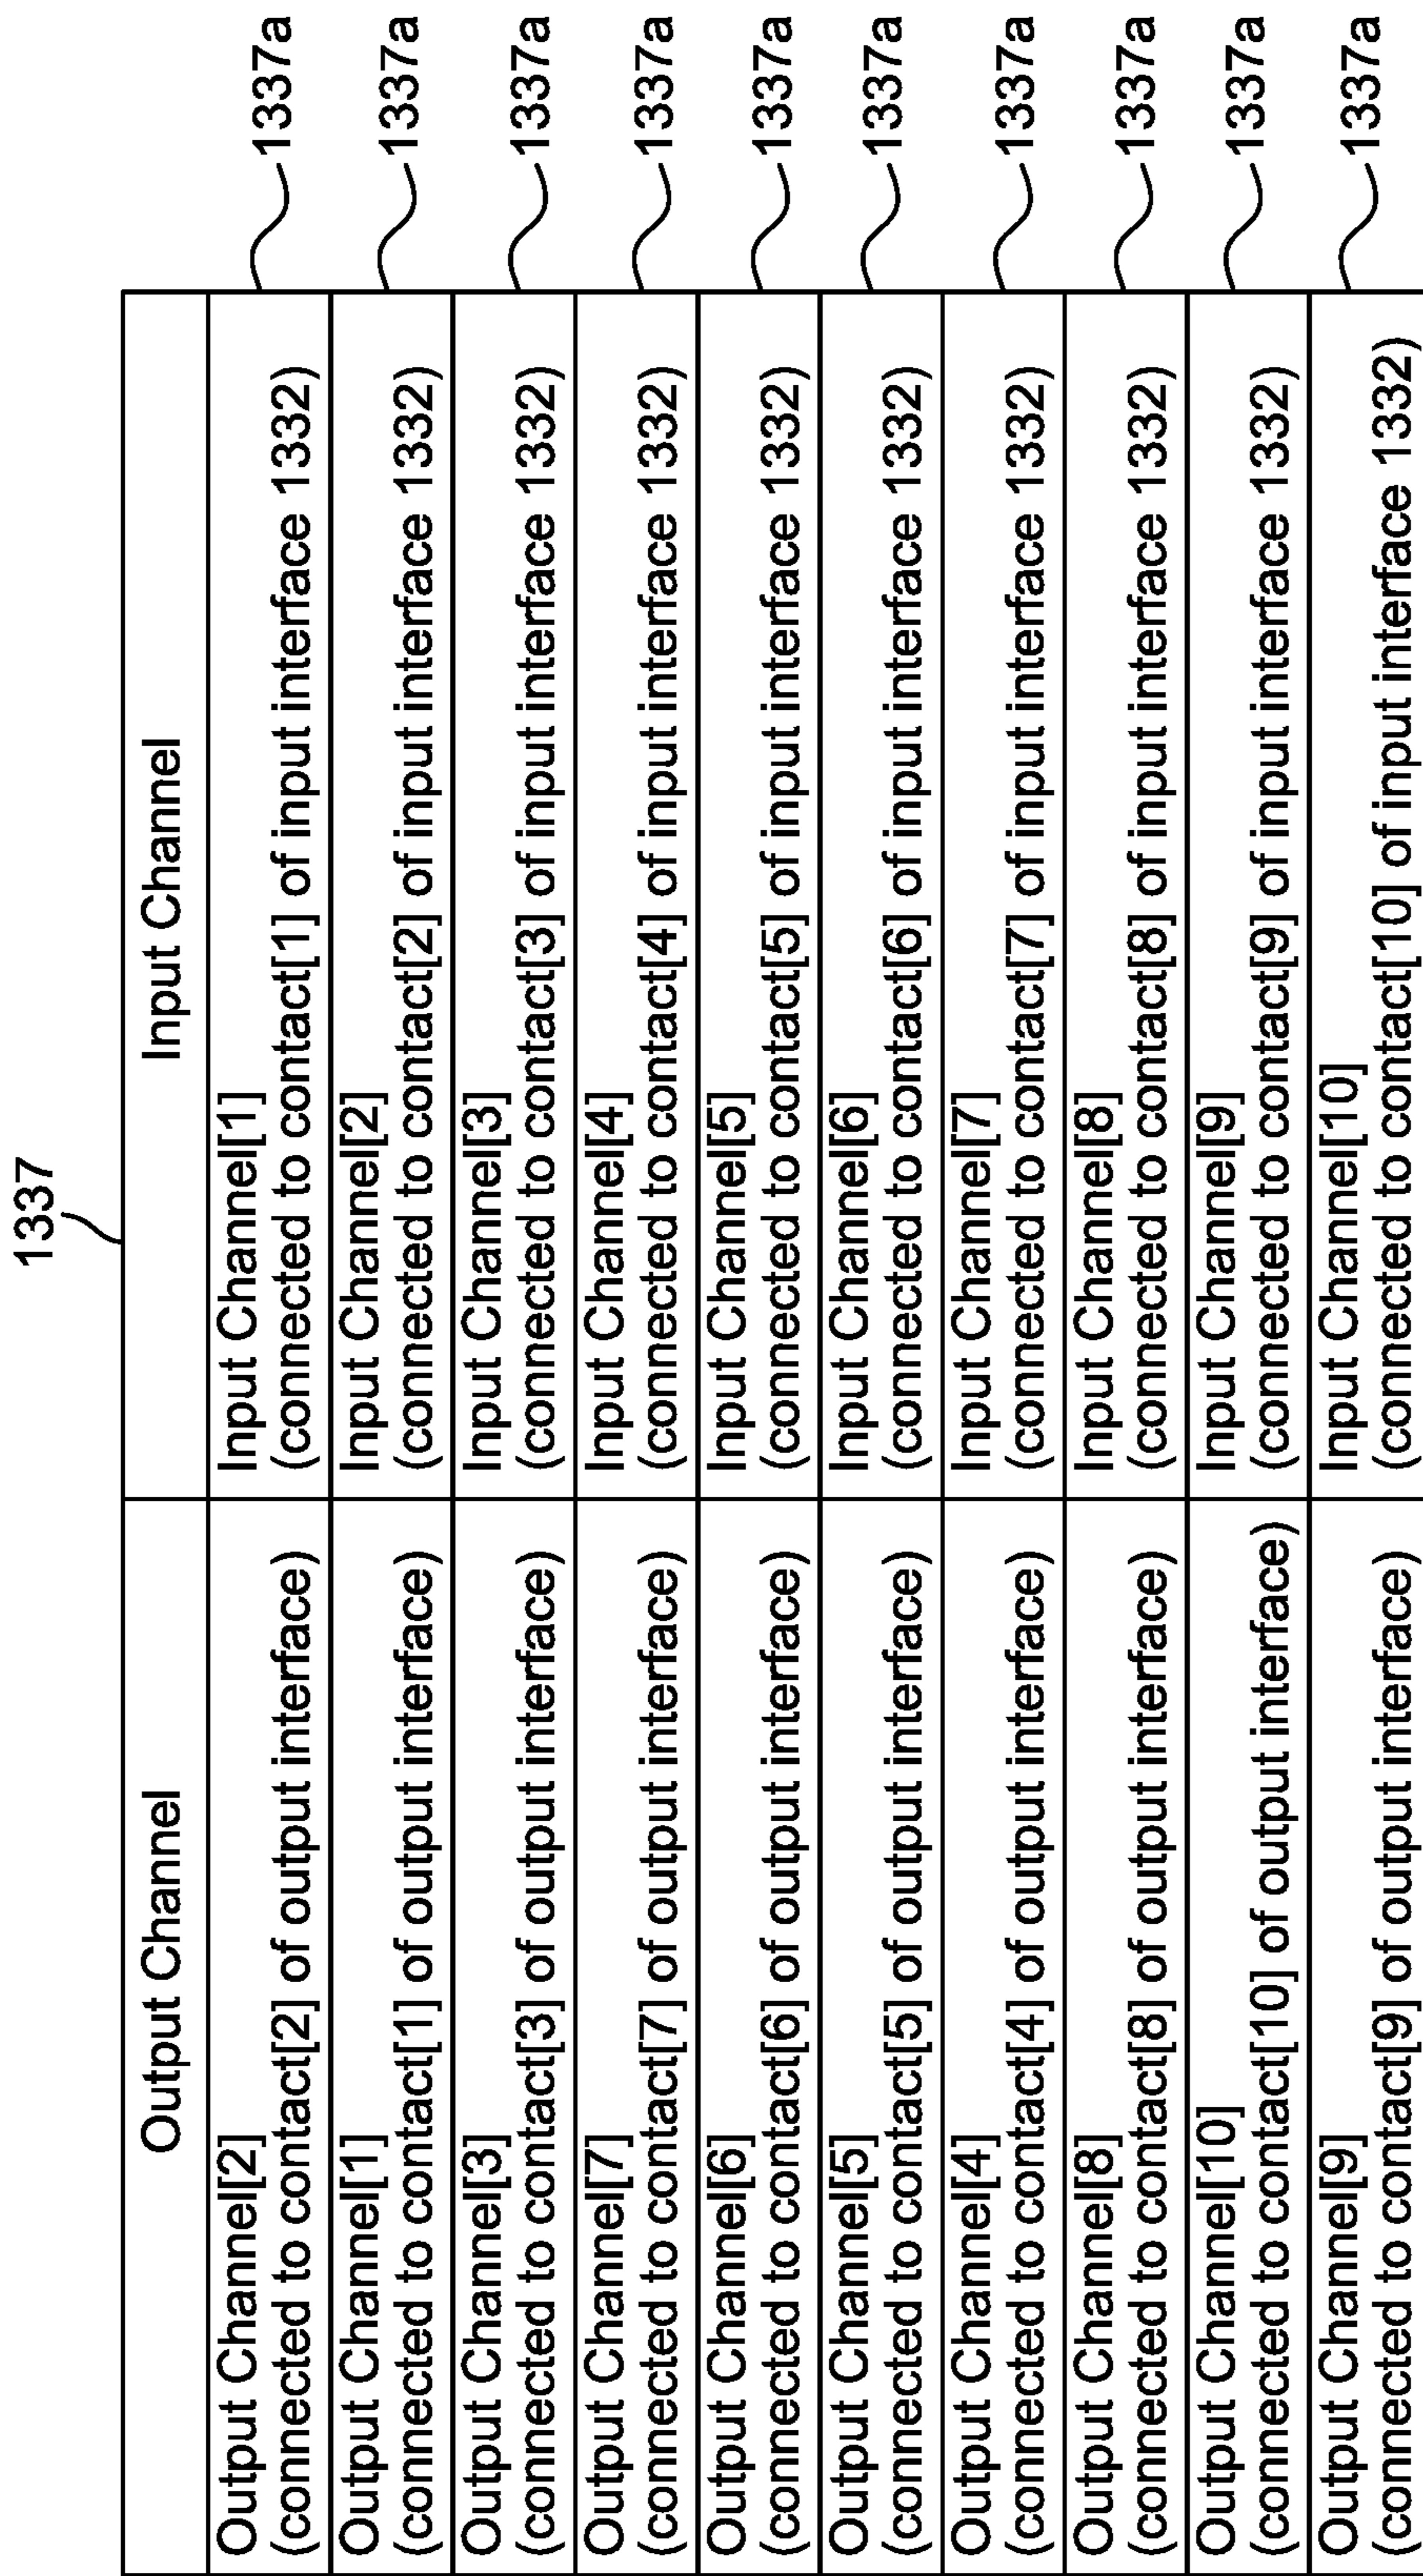 1337
Output Channel
Input Channel
Output Channel[2]
(connected to contact[2] of output interface)
Input Channel[1]
(connected to contact[1] of input interface 1332)
1337a
Output Channel[1]
(connected to contact[1] of output interface)
Input Channel[2]
(connected to contact[2] of input interface 1332)
1337a
Output Channel[3]
(connected to contact[3] of output interface)
Input Channel[3]
(connected to contact[3] of input interface 1332)
1337a
Output Channel[7]
(connected to contact[7] of output interface)
Input Channel[4]
(connected to contact[4] of input interface 1332)
1337a
Output Channel[6]
(connected to contact[6] of output interface)
Input Channel[5]
(connected to contact[5] of input interface 1332)
1337a
Output Channel[5]
(connected to contact[5] of output interface)
Input Channel[6]
(connected to contact[6] of input interface 1332)
1337a
Output Channel[4]
(connected to contact[4] of output interface)
Input Channel[7]
(connected to contact[7] of input interface 1332)
1337a
Output Channel[8]
(connected to contact[8] of output interface)
Input Channel[8]
(connected to contact[8] of input interface 1332)
1337a
Output Channel[10]
(connected to contact[10] of output interface)
Input Channel[9]
(connected to contact[9] of input interface 1332)
1337a
Output Channel[9]
(connected to contact[9] of output interface)
Input Channel[10]
(connected to contact[10] of input interface 1332)
1337a